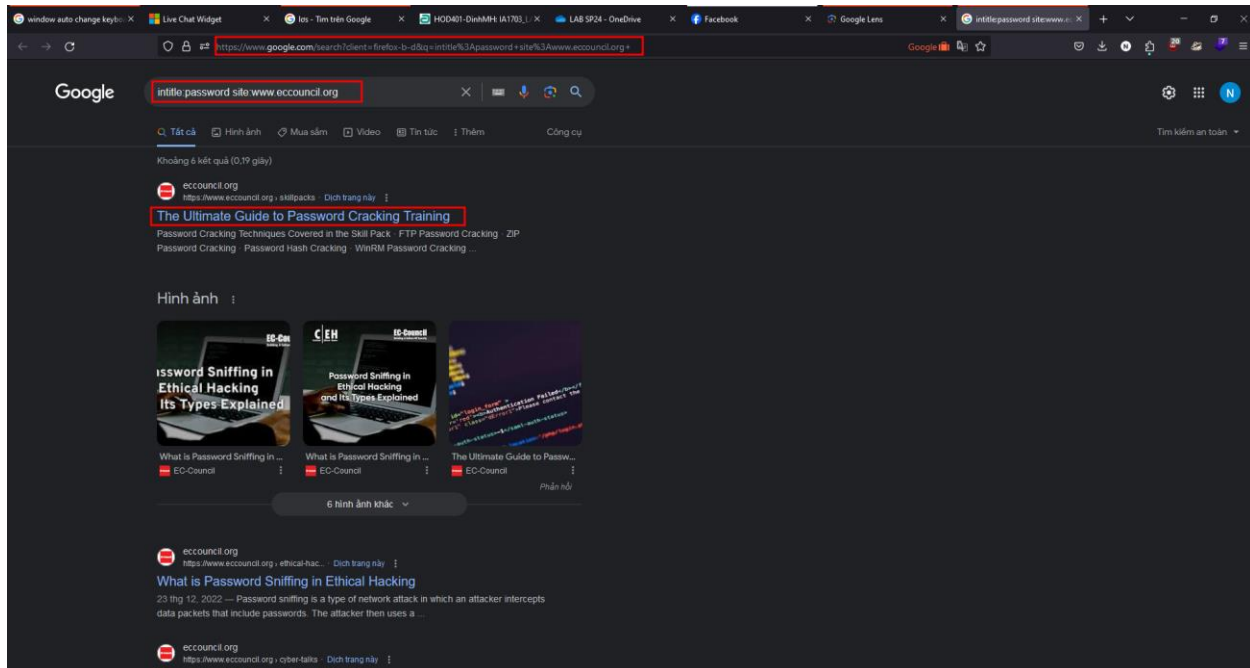 window auto change keybo
Live Chat Widget
lơs - Tìm trên Google
HOD401-DinhMH: IA1703_L
LAB SP24 - OneDrive
Facebook
Google Lens
intitle:password site:www.ec
https://www.google.com/search?client=firefox-b-d&q=intitle%3Apassword+site%3Awww.eccouncil.org+
Google
20
7
Google
intitle:password site:www.eccouncil.org
N
Tất cả
Hình ảnh
Mua sắm
Video
Tin tức
Thêm
Công cụ
Tìm kiếm an toàn
Khoảng 6 kết quả (0,19 giây)
eccouncil.org
https://www.eccouncil.org › skillpacks · Dịch trang này
The Ultimate Guide to Password Cracking Training
Password Cracking Techniques Covered in the Skill Pack · FTP Password Cracking · ZIP
Password Cracking · Password Hash Cracking · WinRM Password Cracking ...
Hình ảnh
EC-Cou
ssword Sniffing in
Ethical Hacking
Its Types Explained
C|EH
EC-Council
Password Sniffing in
Ethical Hacking
and Its Types Explained
What is Password Sniffing in ...
EC-Council
What is Password Sniffing in ...
EC-Council
The Ultimate Guide to Passw...
EC-Council
Phản hồi
6 hình ảnh khác
eccouncil.org
https://www.eccouncil.org › ethical-hac... · Dịch trang này
What is Password Sniffing in Ethical Hacking
23 thg 12, 2022 — Password sniffing is a type of network attack in which an attacker intercepts
data packets that include passwords. The attacker then uses a ...
eccouncil.org
https://www.eccouncil.org › cyber-talks · Dịch trang này